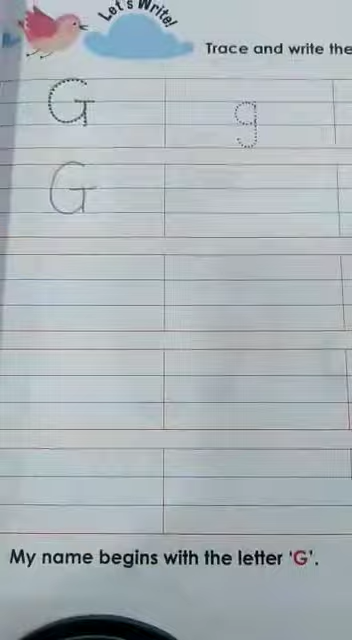 Let's Write!
Trace and write the
G g
G
My name begins with the letter 'G'.